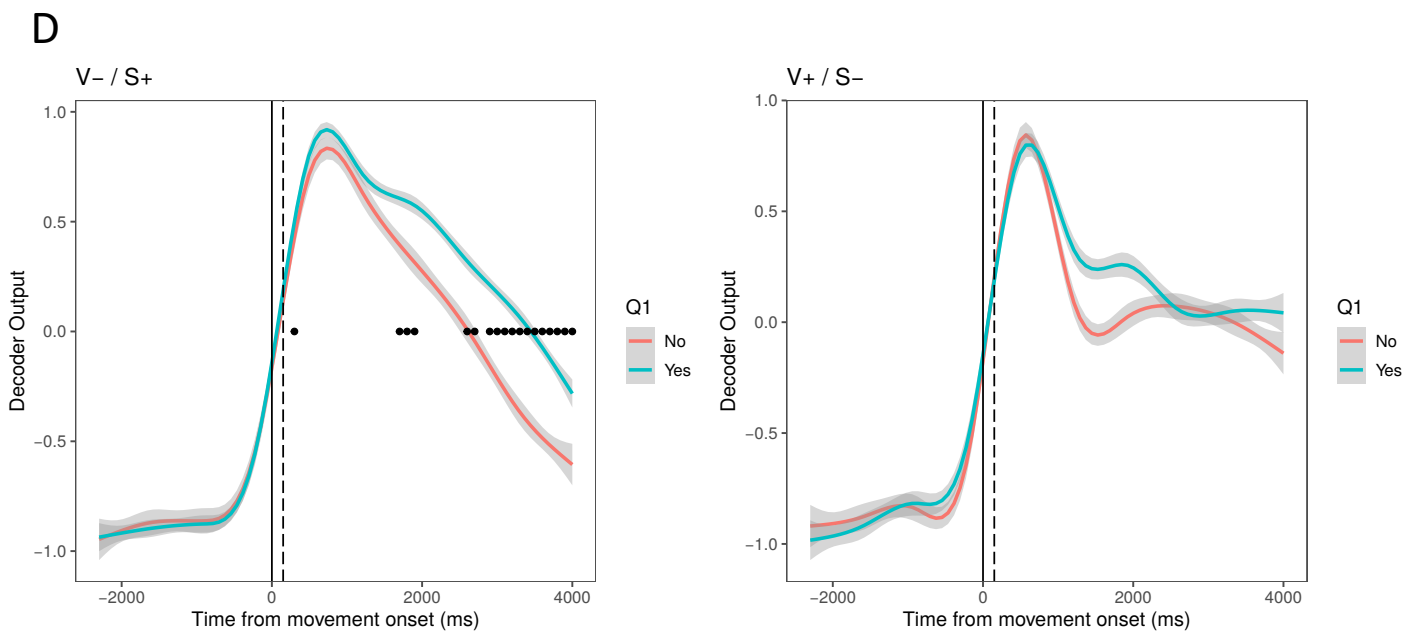 D
V− / S+
1.0
0.5
0.0
−0.5
−1.0
Decoder Output
−2000
0
2000
4000
Time from movement onset (ms)
Q1
No
Yes
V+ / S−
1.0
0.5
0.0
−0.5
−1.0
Decoder Output
−2000
0
2000
4000
Time from movement onset (ms)
Q1
No
Yes